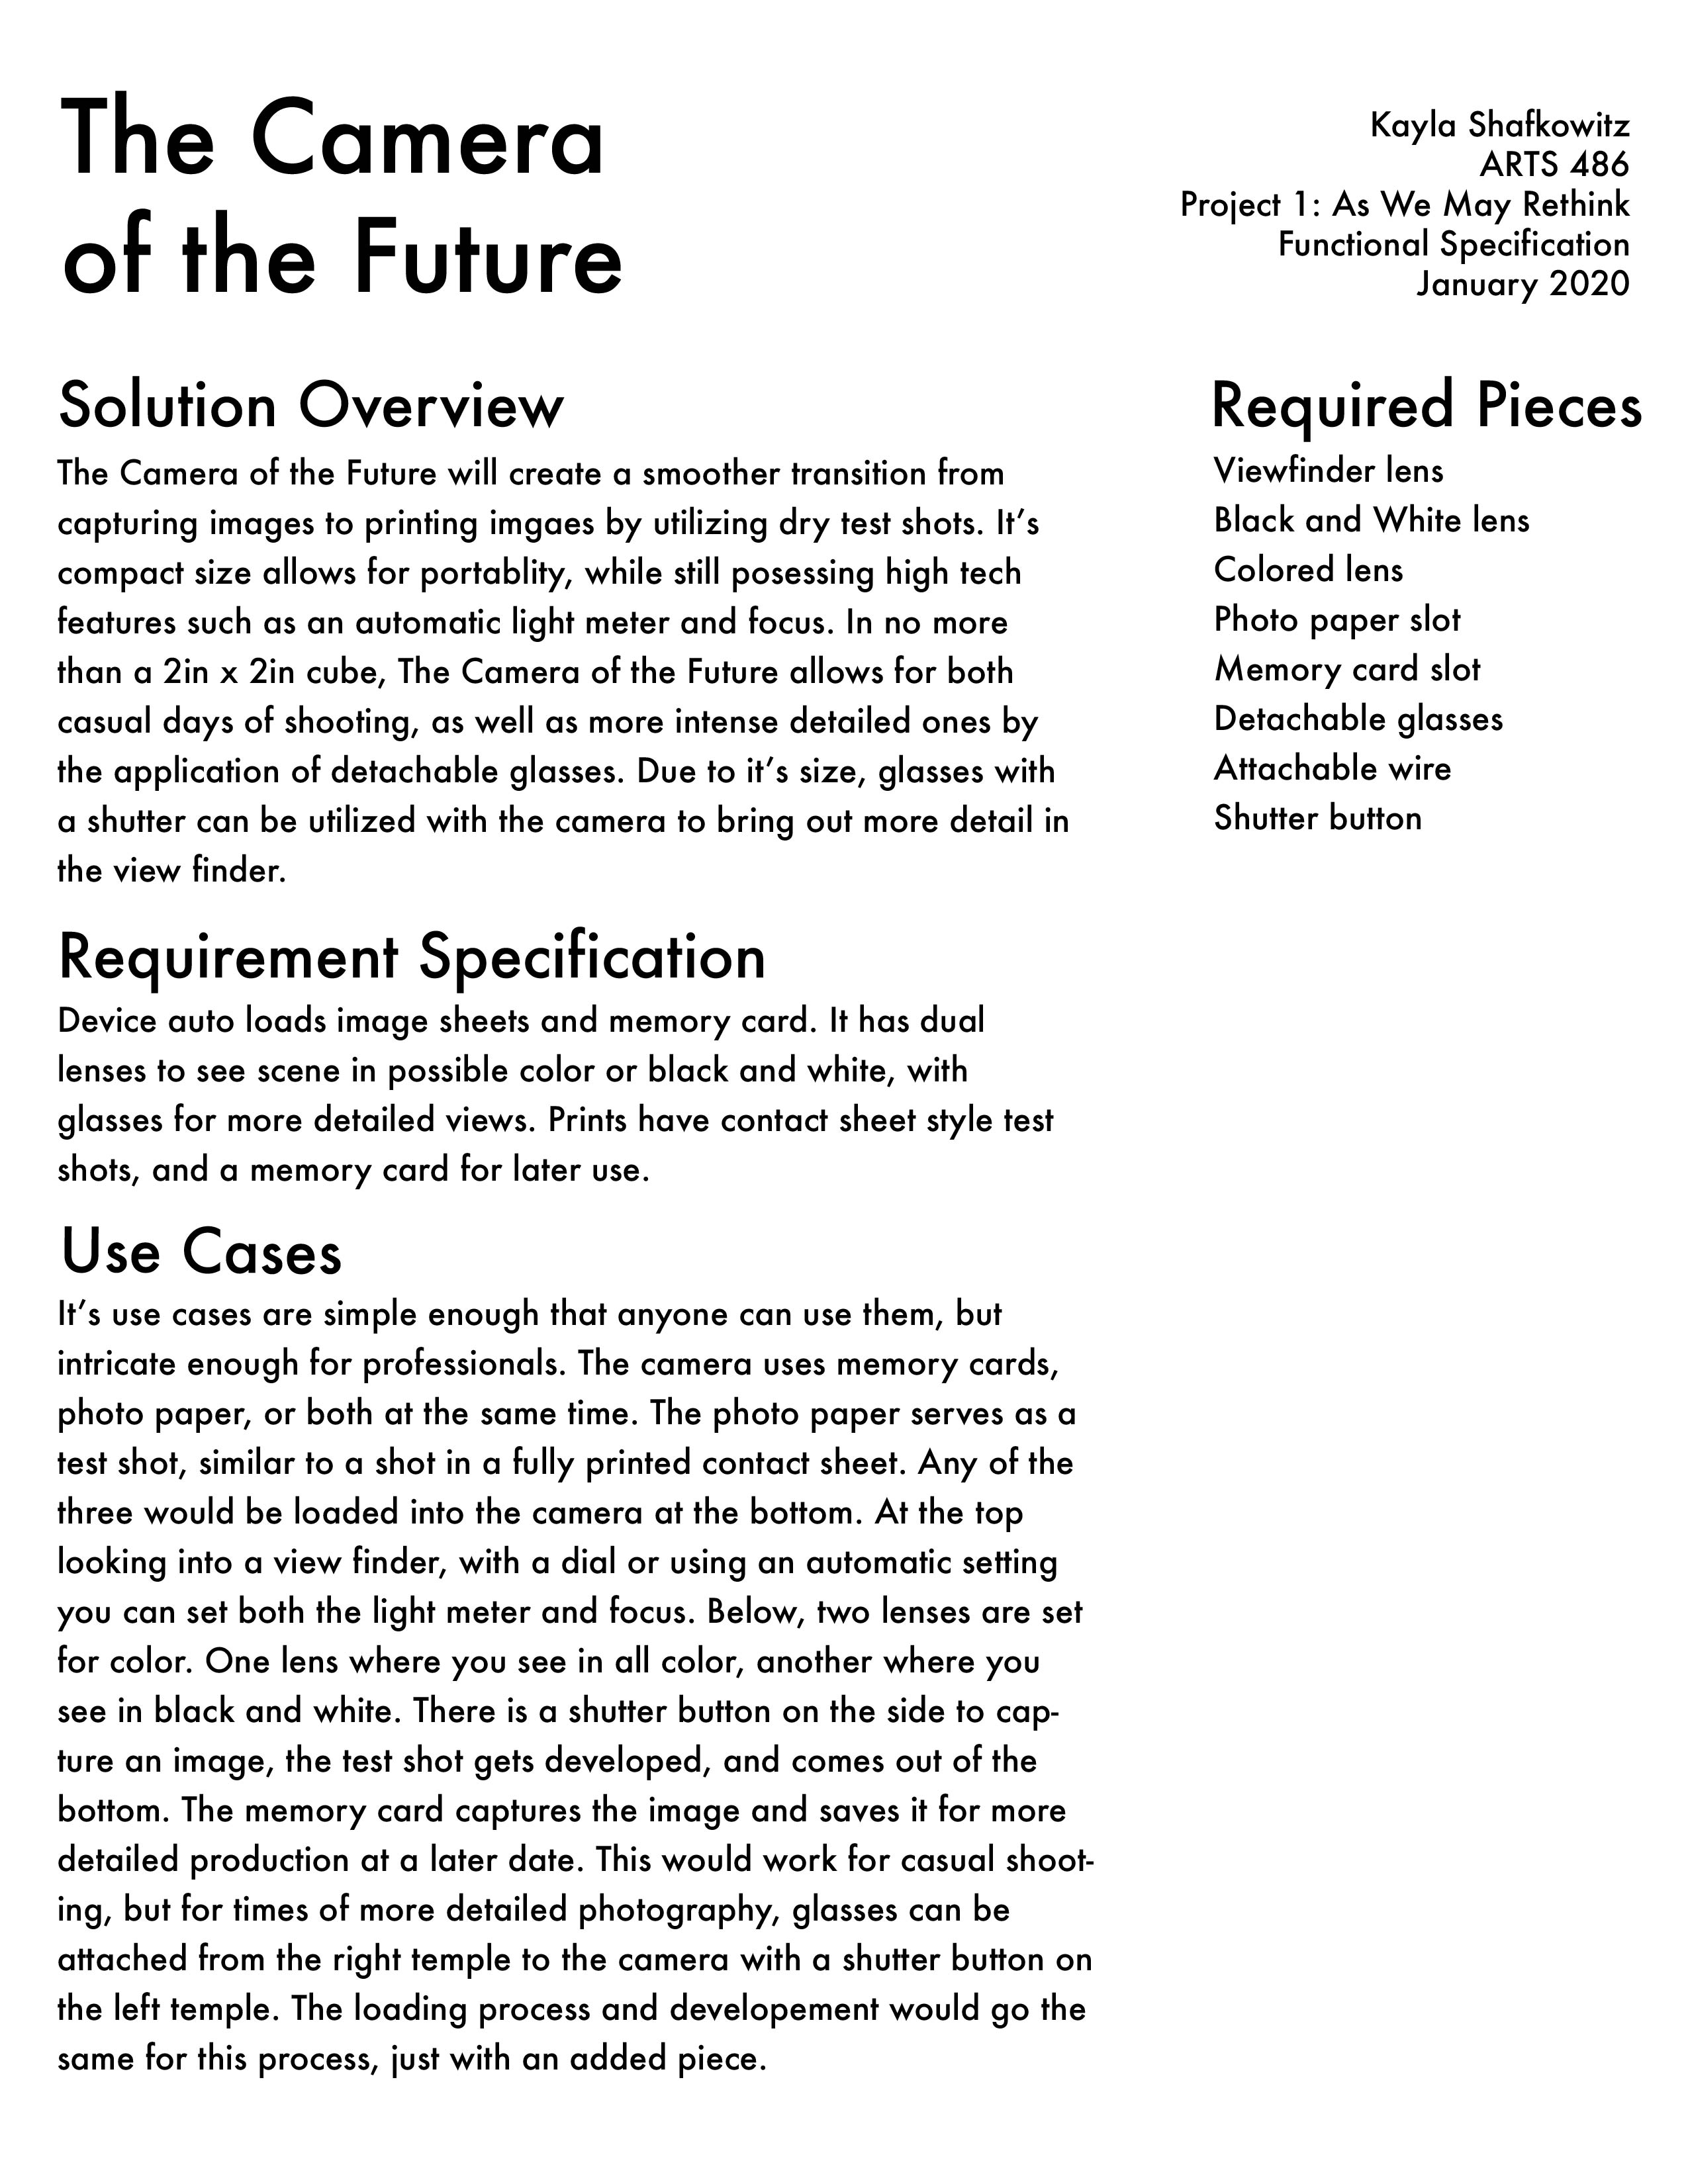 The Camera
of the Future
Kayla Shafkowitz
ARTS 486
Project 1: As We May Rethink
Functional Specification
January 2020
Solution Overview
The Camera of the Future will create a smoother transition from
capturing images to printing imgaes by utilizing dry test shots. It’s
compact size allows for portablity, while still posessing high tech
features such as an automatic light meter and focus. In no more
than a 2in x 2in cube, The Camera of the Future allows for both
casual days of shooting, as well as more intense detailed ones by
the application of detachable glasses. Due to it’s size, glasses with
a shutter can be utilized with the camera to bring out more detail in
the view finder.
Requirement Specification
Device auto loads image sheets and memory card. It has dual
lenses to see scene in possible color or black and white, with
glasses for more detailed views. Prints have contact sheet style test
shots, and a memory card for later use.
Use Cases
It’s use cases are simple enough that anyone can use them, but
intricate enough for professionals. The camera uses memory cards,
photo paper, or both at the same time. The photo paper serves as a
test shot, similar to a shot in a fully printed contact sheet. Any of the
three would be loaded into the camera at the bottom. At the top
looking into a view finder, with a dial or using an automatic setting
you can set both the light meter and focus. Below, two lenses are set
for color. One lens where you see in all color, another where you
see in black and white. There is a shutter button on the side to cap-
ture an image, the test shot gets developed, and comes out of the
bottom. The memory card captures the image and saves it for more
detailed production at a later date. This would work for casual shoot-
ing, but for times of more detailed photography, glasses can be
attached from the right temple to the camera with a shutter button on
the left temple. The loading process and developement would go the
same for this process, just with an added piece.
Required Pieces
Viewfinder lens
Black and White lens
Colored lens
Photo paper slot
Memory card slot
Detachable glasses
Attachable wire
Shutter button